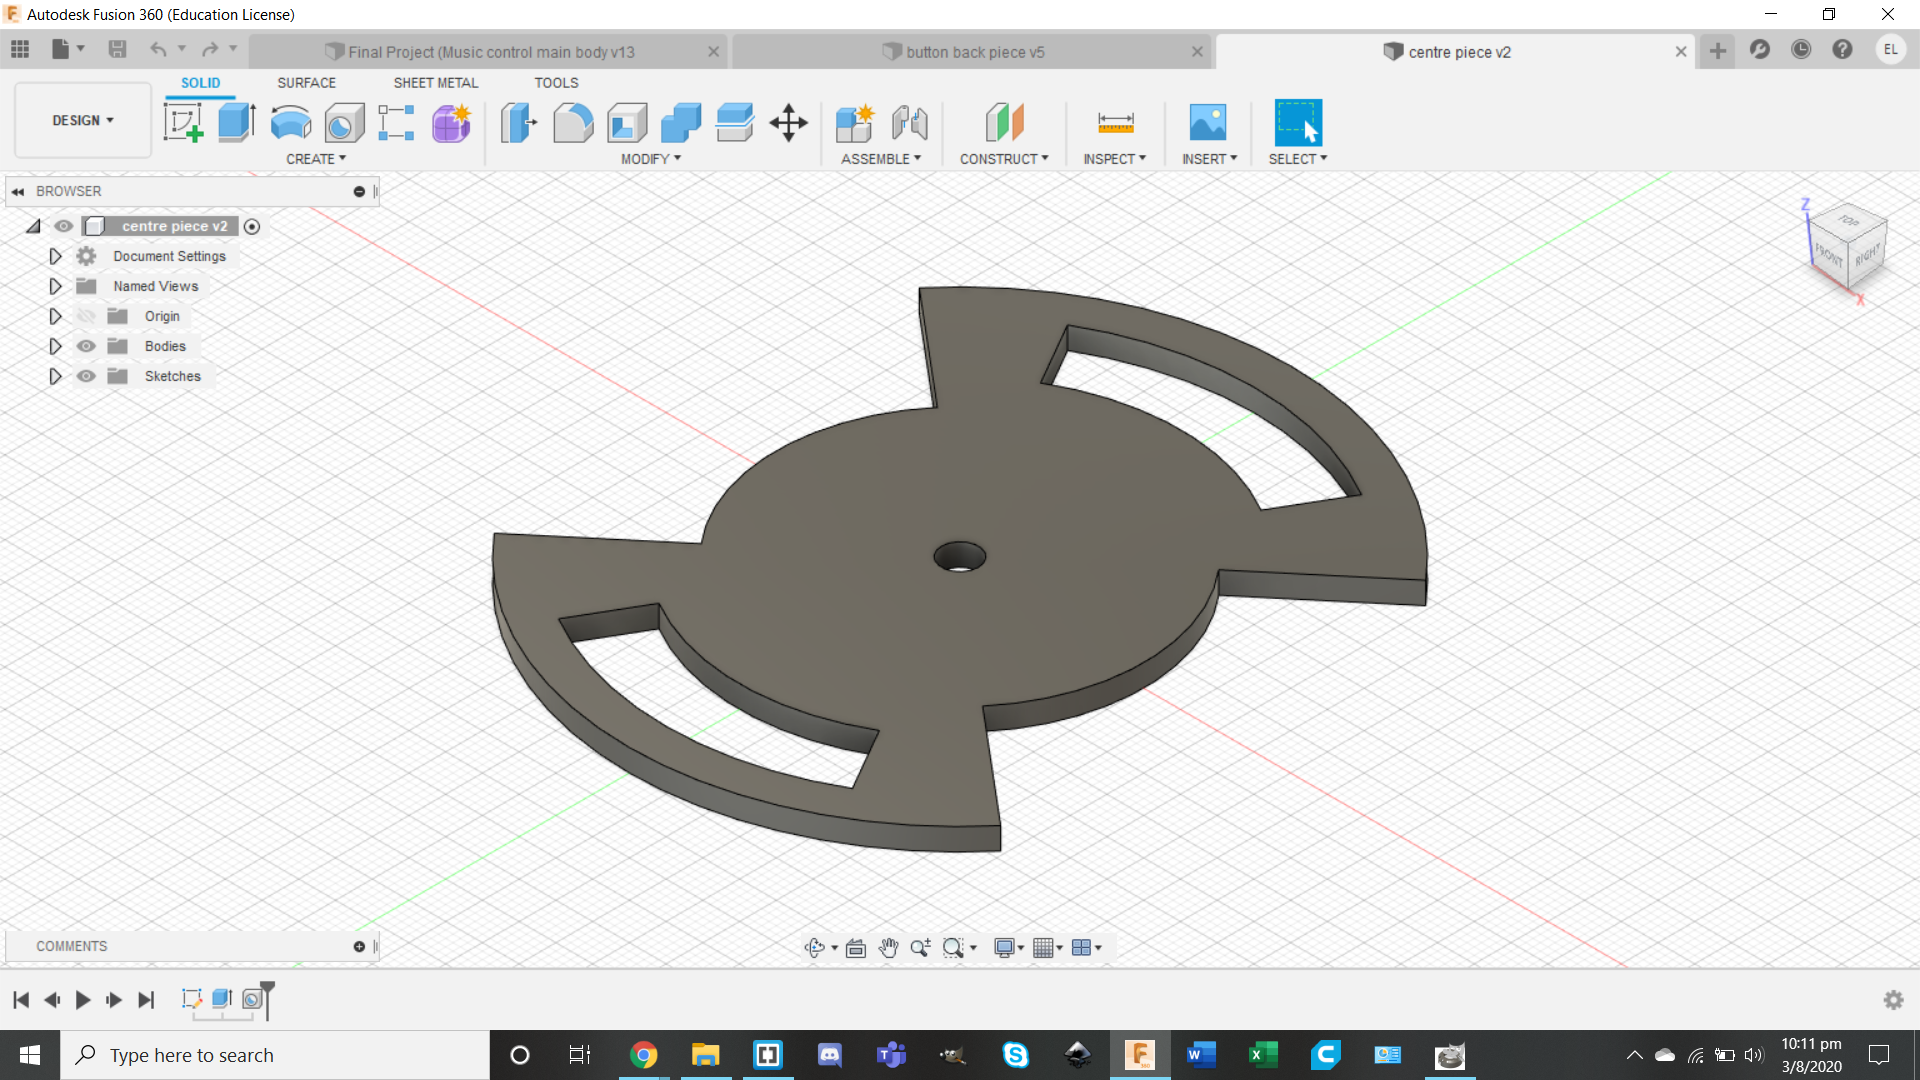 Autodesk Fusion 360 (Education License)
Final Project (Music control main body v13
button back piece v5
centre piece v2
EL
SOLID
SURFACE
SHEET METAL
TOOLS
DESIGN
CREATE
MODIFY
ASSEMBLE
CONSTRUCT
INSPECT
INSERT
SELECT
BROWSER
centre piece v2
Document Settings
Named Views
Origin
Bodies
Sketches
Z
TOP
FRONT
RIGHT
X
COMMENTS
Type here to search
10:11 pm
3/8/2020